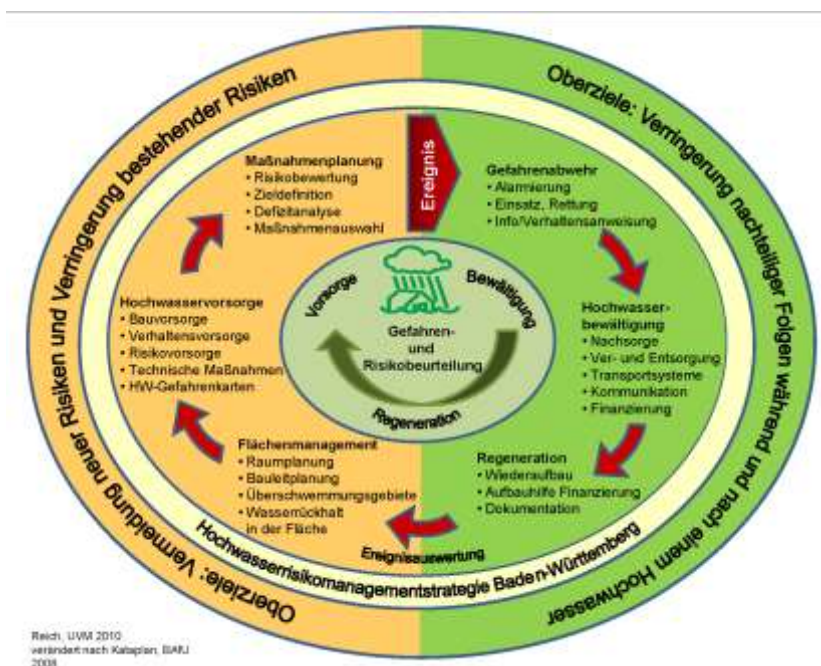 Oberziele: Vermeidung neuer Risiken und Verringerung bestehender Risiken
Oberziele: Verringerung nachteiliger Folgen während und nach einem Hochwasser
Hochwasserrisikomanagementstrategie Baden-Württemberg
Ereignis
Maßnahmenplanung
• Risikobewertung
• Zieldefinition
• Defizitanalyse
• Maßnahmenauswahl
Gefahrenabwehr
• Alarmierung
• Einsatz, Rettung
• Info/Verhaltensanweisung
Hochwasservorsorge
• Bauvorsorge
• Verhaltensvorsorge
• Risikovorsorge
• Technische Maßnahmen
• HW-Gefahrenkarten
Vorsorge
Bewältigung
Gefahren-
und
Risikobeurteilung
Regeneration
Hochwasser-
bewältigung
• Nachsorge
• Ver- und Entsorgung
• Transportsysteme
• Kommunikation
• Finanzierung
Flächenmanagement
• Raumplanung
• Bauleitplanung
• Überschwemmungsgebiete
• Wasserrückhalt
in der Fläche
Regeneration
• Wiederaufbau
• Aufbauhilfe Finanzierung
• Dokumentation
Ereignisauswertung
Reich, UVM 2010
verändert nach Kataplan, BAfU
2008